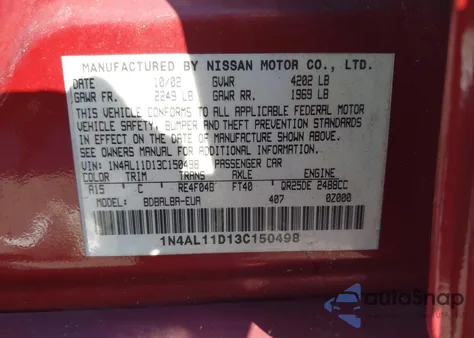 MANUFACTURED BY NISSAN MOTOR CO., LTD.
DATE 10/02 GVWR 4202 LB
GAWR FR. 2249 LB GAWR RR. 1969 LB
THIS VEHICLE CONFORMS TO ALL APPLICABLE FEDERAL MOTOR
VEHICLE SAFETY, BUMPER AND THEFT PREVENTION STANDARDS
IN EFFECT ON THE DATE OF MANUFACTURE SHOWN ABOVE.
SEE OWNERS MANUAL FOR ADDITIONAL INFORMATION
VIN: 1N4AL11D13C150498 PASSENGER CAR
COLOR TRIM TRANS AXLE ENGINE
A15 C RE4F04B FT40 QR25DE 2488CC
MODEL: BDBALBA-EUA 407 0Z000
1N4AL11D13C150498
autoSnap